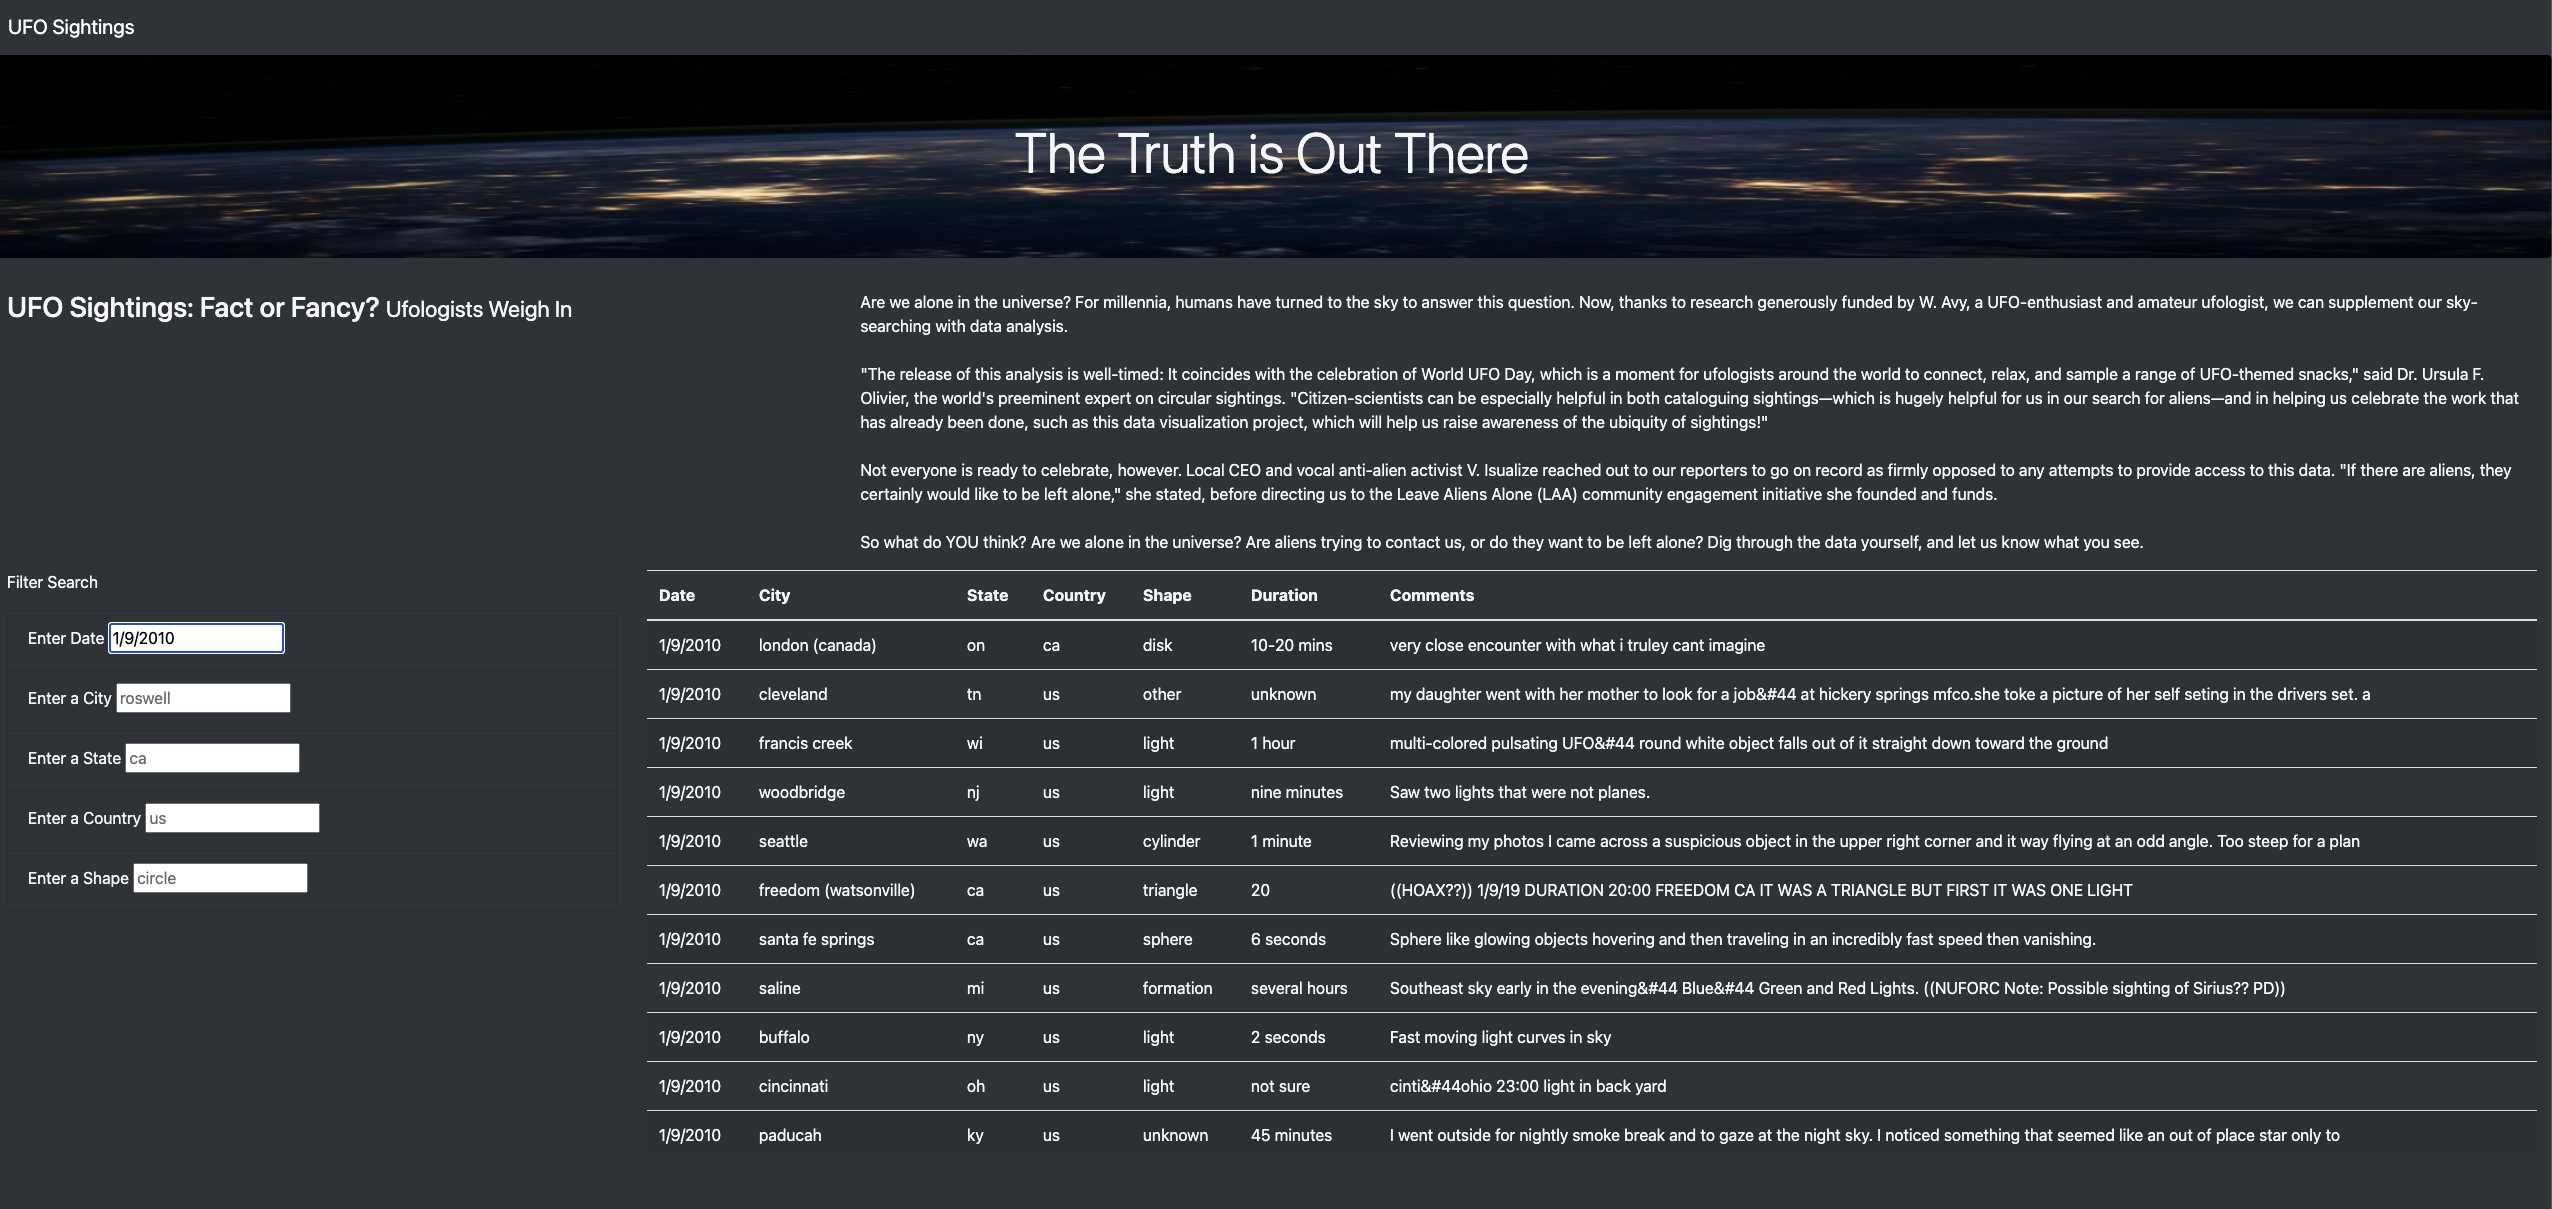 UFO Sightings
The Truth is Out There
UFO Sightings: Fact or Fancy? Ufologists Weigh In
Are we alone in the universe? For millennia, humans have turned to the sky to answer this question. Now, thanks to research generously funded by W. Avy, a UFO-enthusiast and amateur ufologist, we can supplement our sky-
searching with data analysis.
"The release of this analysis is well-timed: It coincides with the celebration of World UFO Day, which is a moment for ufologists around the world to connect, relax, and sample a range of UFO-themed snacks," said Dr. Ursula F.
Olivier, the world's preeminent expert on circular sightings. "Citizen-scientists can be especially helpful in both cataloguing sightings—which is hugely helpful for us in our search for aliens—and in helping us celebrate the work that
has already been done, such as this data visualization project, which will help us raise awareness of the ubiquity of sightings!"
Not everyone is ready to celebrate, however. Local CEO and vocal anti-alien activist V. Isualize reached out to our reporters to go on record as firmly opposed to any attempts to provide access to this data. "If there are aliens, they
certainly would like to be left alone," she stated, before directing us to the Leave Aliens Alone (LAA) community engagement initiative she founded and funds.
So what do YOU think? Are we alone in the universe? Are aliens trying to contact us, or do they want to be left alone? Dig through the data yourself, and let us know what you see.
Filter Search
Enter Date 1/9/2010
Enter a City roswell
Enter a State ca
Enter a Country us
Enter a Shape circle
Date City State Country Shape Duration Comments
1/9/2010 london (canada) on ca disk 10-20 mins very close encounter with what i truley cant imagine
1/9/2010 cleveland tn us other unknown my daughter went with her mother to look for a job&#44 at hickery springs mfco.she toke a picture of her self seting in the drivers set. a
1/9/2010 francis creek wi us light 1 hour multi-colored pulsating UFO&#44 round white object falls out of it straight down toward the ground
1/9/2010 woodbridge nj us light nine minutes Saw two lights that were not planes.
1/9/2010 seattle wa us cylinder 1 minute Reviewing my photos I came across a suspicious object in the upper right corner and it way flying at an odd angle. Too steep for a plan
1/9/2010 freedom (watsonville) ca us triangle 20 ((HOAX??)) 1/9/19 DURATION 20:00 FREEDOM CA IT WAS A TRIANGLE BUT FIRST IT WAS ONE LIGHT
1/9/2010 santa fe springs ca us sphere 6 seconds Sphere like glowing objects hovering and then traveling in an incredibly fast speed then vanishing.
1/9/2010 saline mi us formation several hours Southeast sky early in the evening&#44 Blue&#44 Green and Red Lights. ((NUFORC Note: Possible sighting of Sirius?? PD))
1/9/2010 buffalo ny us light 2 seconds Fast moving light curves in sky
1/9/2010 cincinnati oh us light not sure cinti&#44ohio 23:00 light in back yard
1/9/2010 paducah ky us unknown 45 minutes I went outside for nightly smoke break and to gaze at the night sky. I noticed something that seemed like an out of place star only to